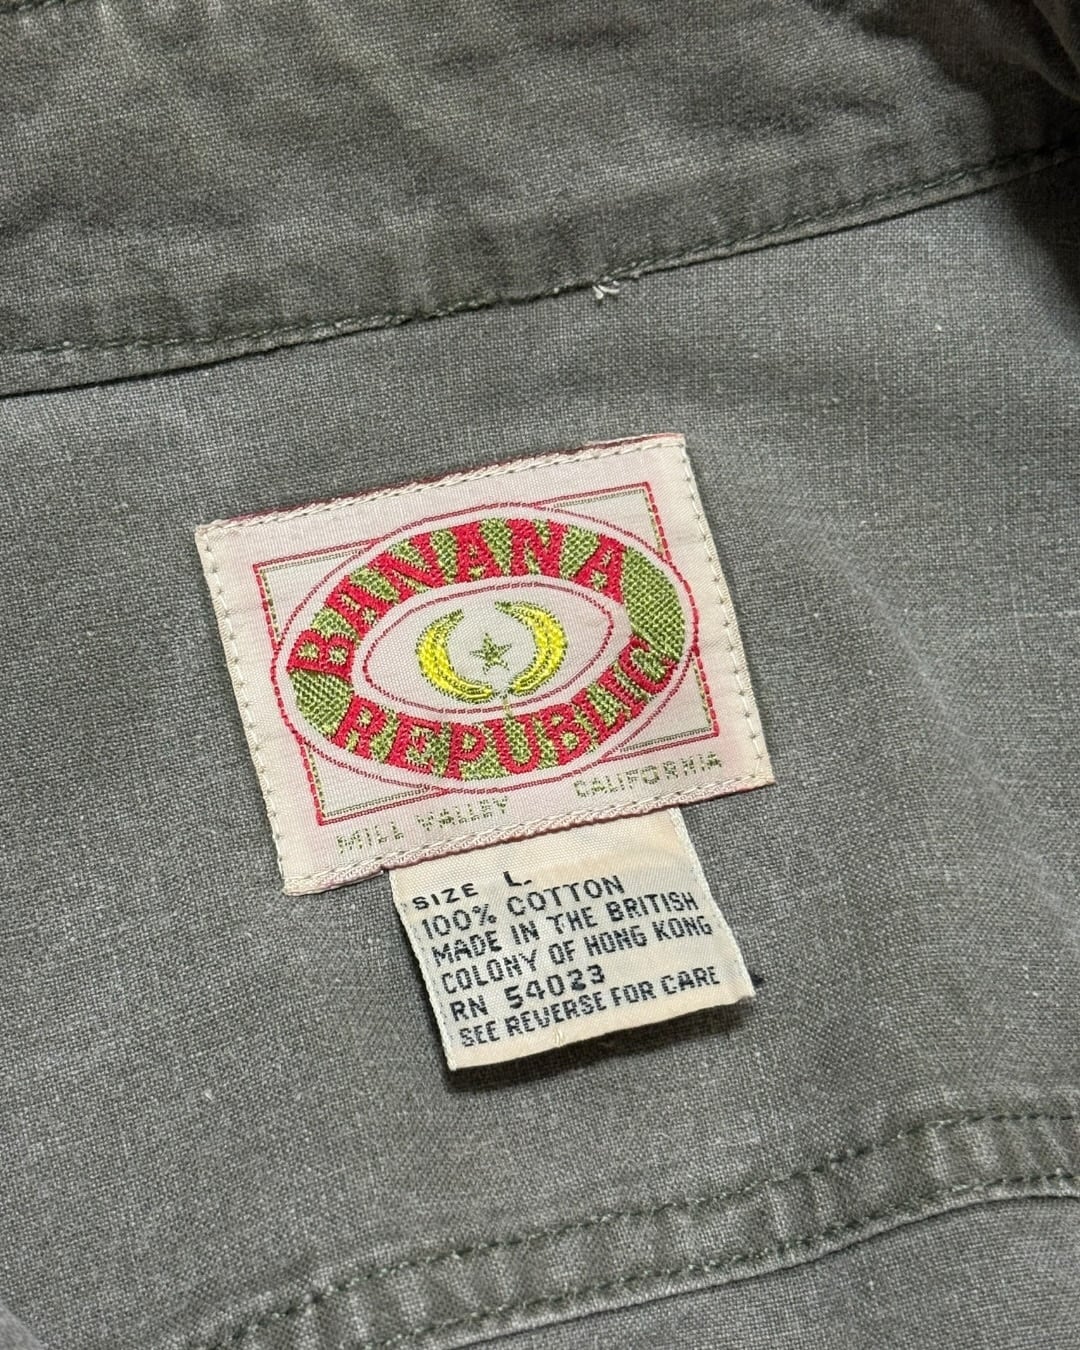 BANANA
REPUBLIC
MILL VALLEY CALIFORNIA
SIZE L.
100% COTTON
MADE IN THE BRITISH
COLONY OF HONG KONG
RN 54023
SEE REVERSE FOR CARE